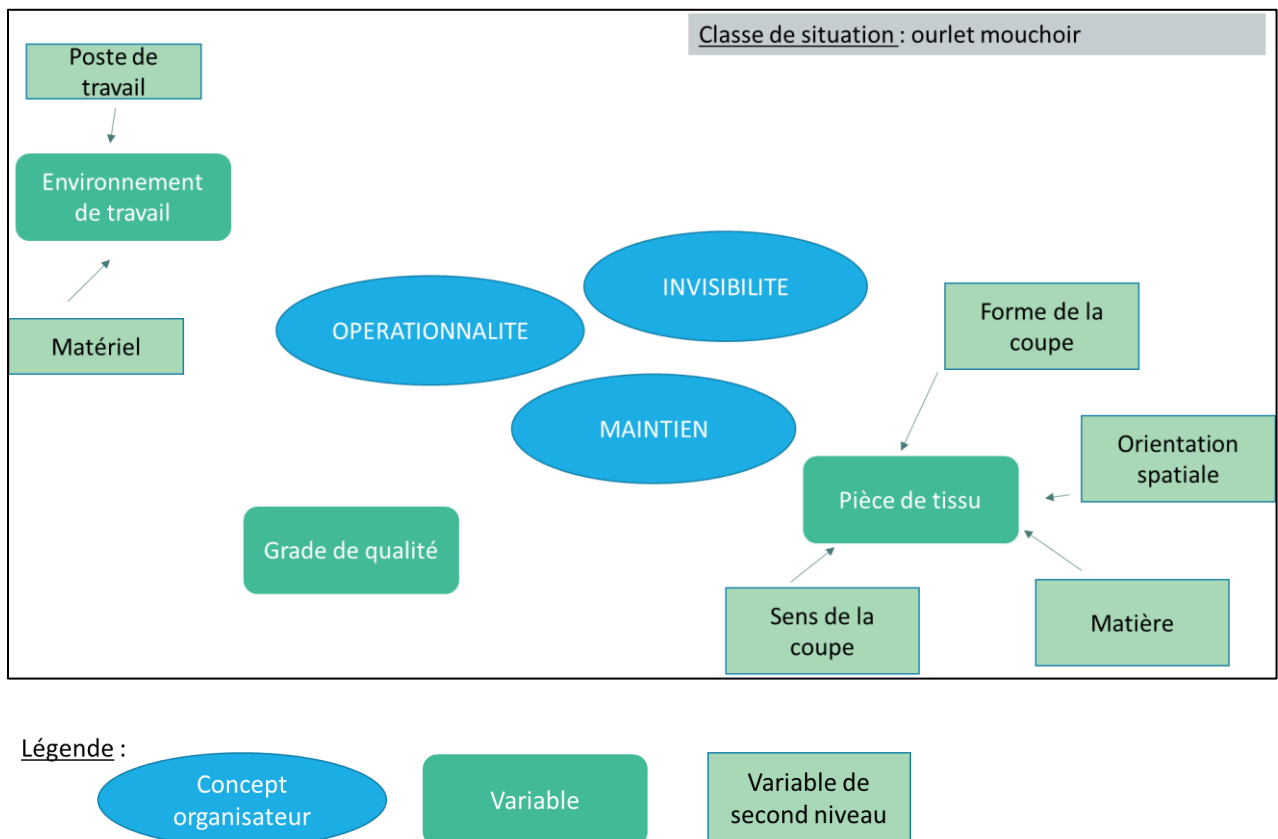 Classe de situation : ourlet mouchoir
Poste de
travail
Environnement
de travail
Matériel
INVISIBILITE
OPERATIONNALITE
MAINTIEN
Forme de la
coupe
Orientation
spatiale
Pièce de tissu
Grade de qualité
Sens de la
coupe
Matière
Légende :
Concept
organisateur
Variable
Variable de
second niveau